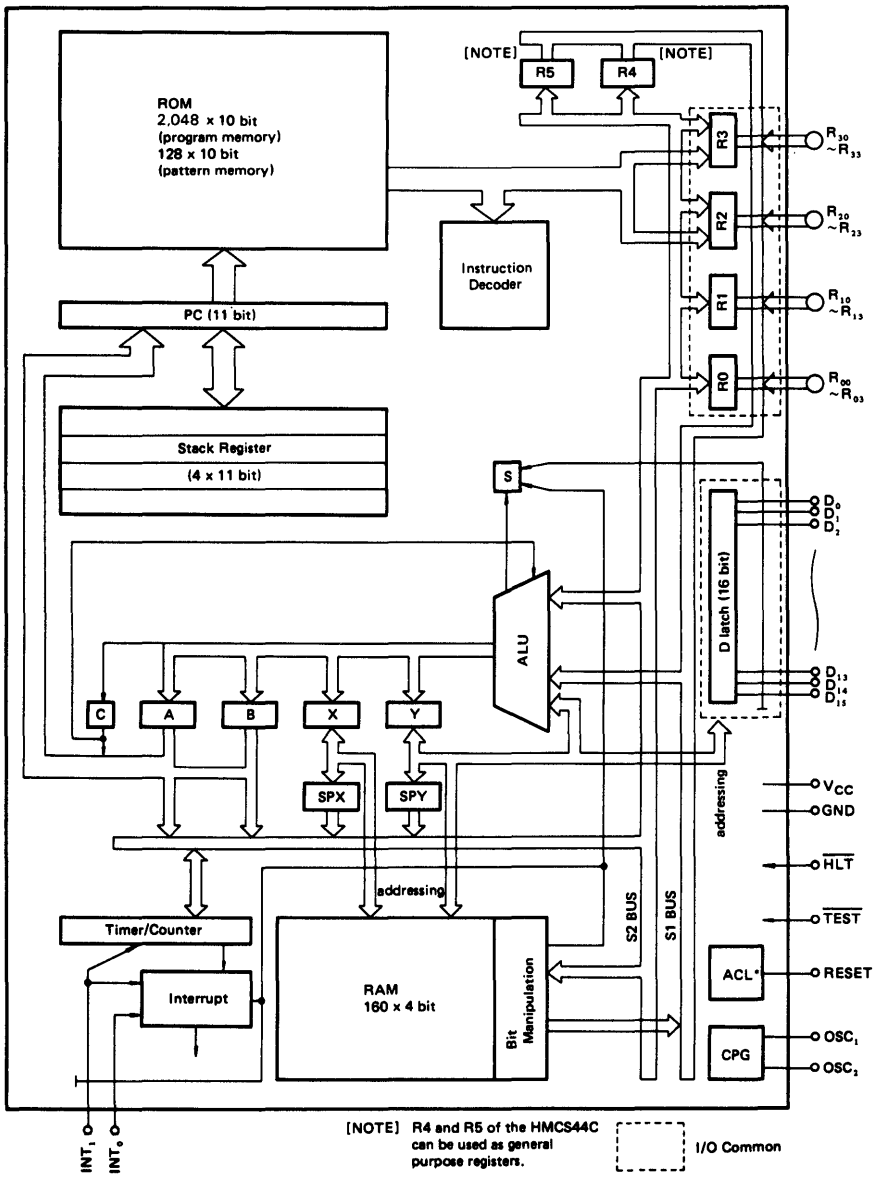 [NOTE]
[NOTE]
R5
R4
ROM
2,048 x 10 bit
(program memory)
128 x 10 bit
(pattern memory)
R3
R30
~R33
R2
R20
~R23
Instruction
Decoder
R1
R10
~R13
PC (11 bit)
R0
R00
~R03
Stack Register
(4 x 11 bit)
S
D0
D1
D2
D latch (16 bit)
ALU
D13
D14
D15
C
A
B
X
Y
SPX
SPY
addressing
VCC
GND
HLT
addressing
TEST
S2 BUS
S1 BUS
Timer/Counter
Interrupt
RAM
160 x 4 bit
Bit
Manipulation
ACL*
RESET
CPG
OSC1
OSC2
INT1
INT0
[NOTE] R4 and R5 of the HMCS44C
can be used as general
purpose registers.
I/O Common